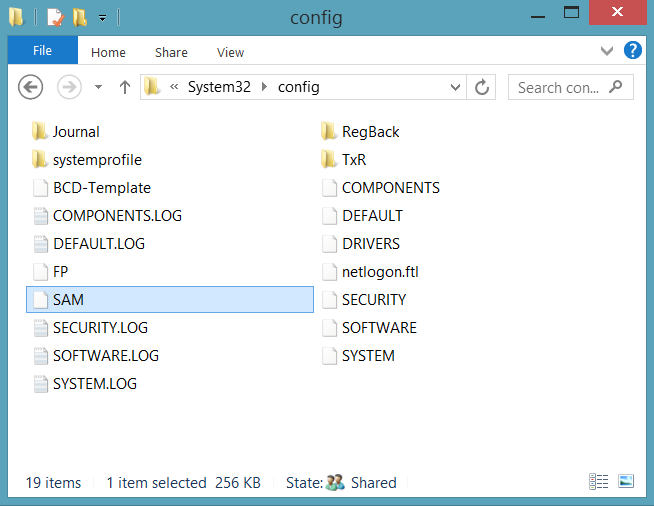 config
File Home Share View
« System32 config Search con...
Journal RegBack
systemprofile TxR
BCD-Template COMPONENTS
COMPONENTS.LOG DEFAULT
DEFAULT.LOG DRIVERS
FP netlogon.ftl
SAM SECURITY
SECURITY.LOG SOFTWARE
SOFTWARE.LOG SYSTEM
SYSTEM.LOG
19 items 1 item selected 256 KB State: Shared